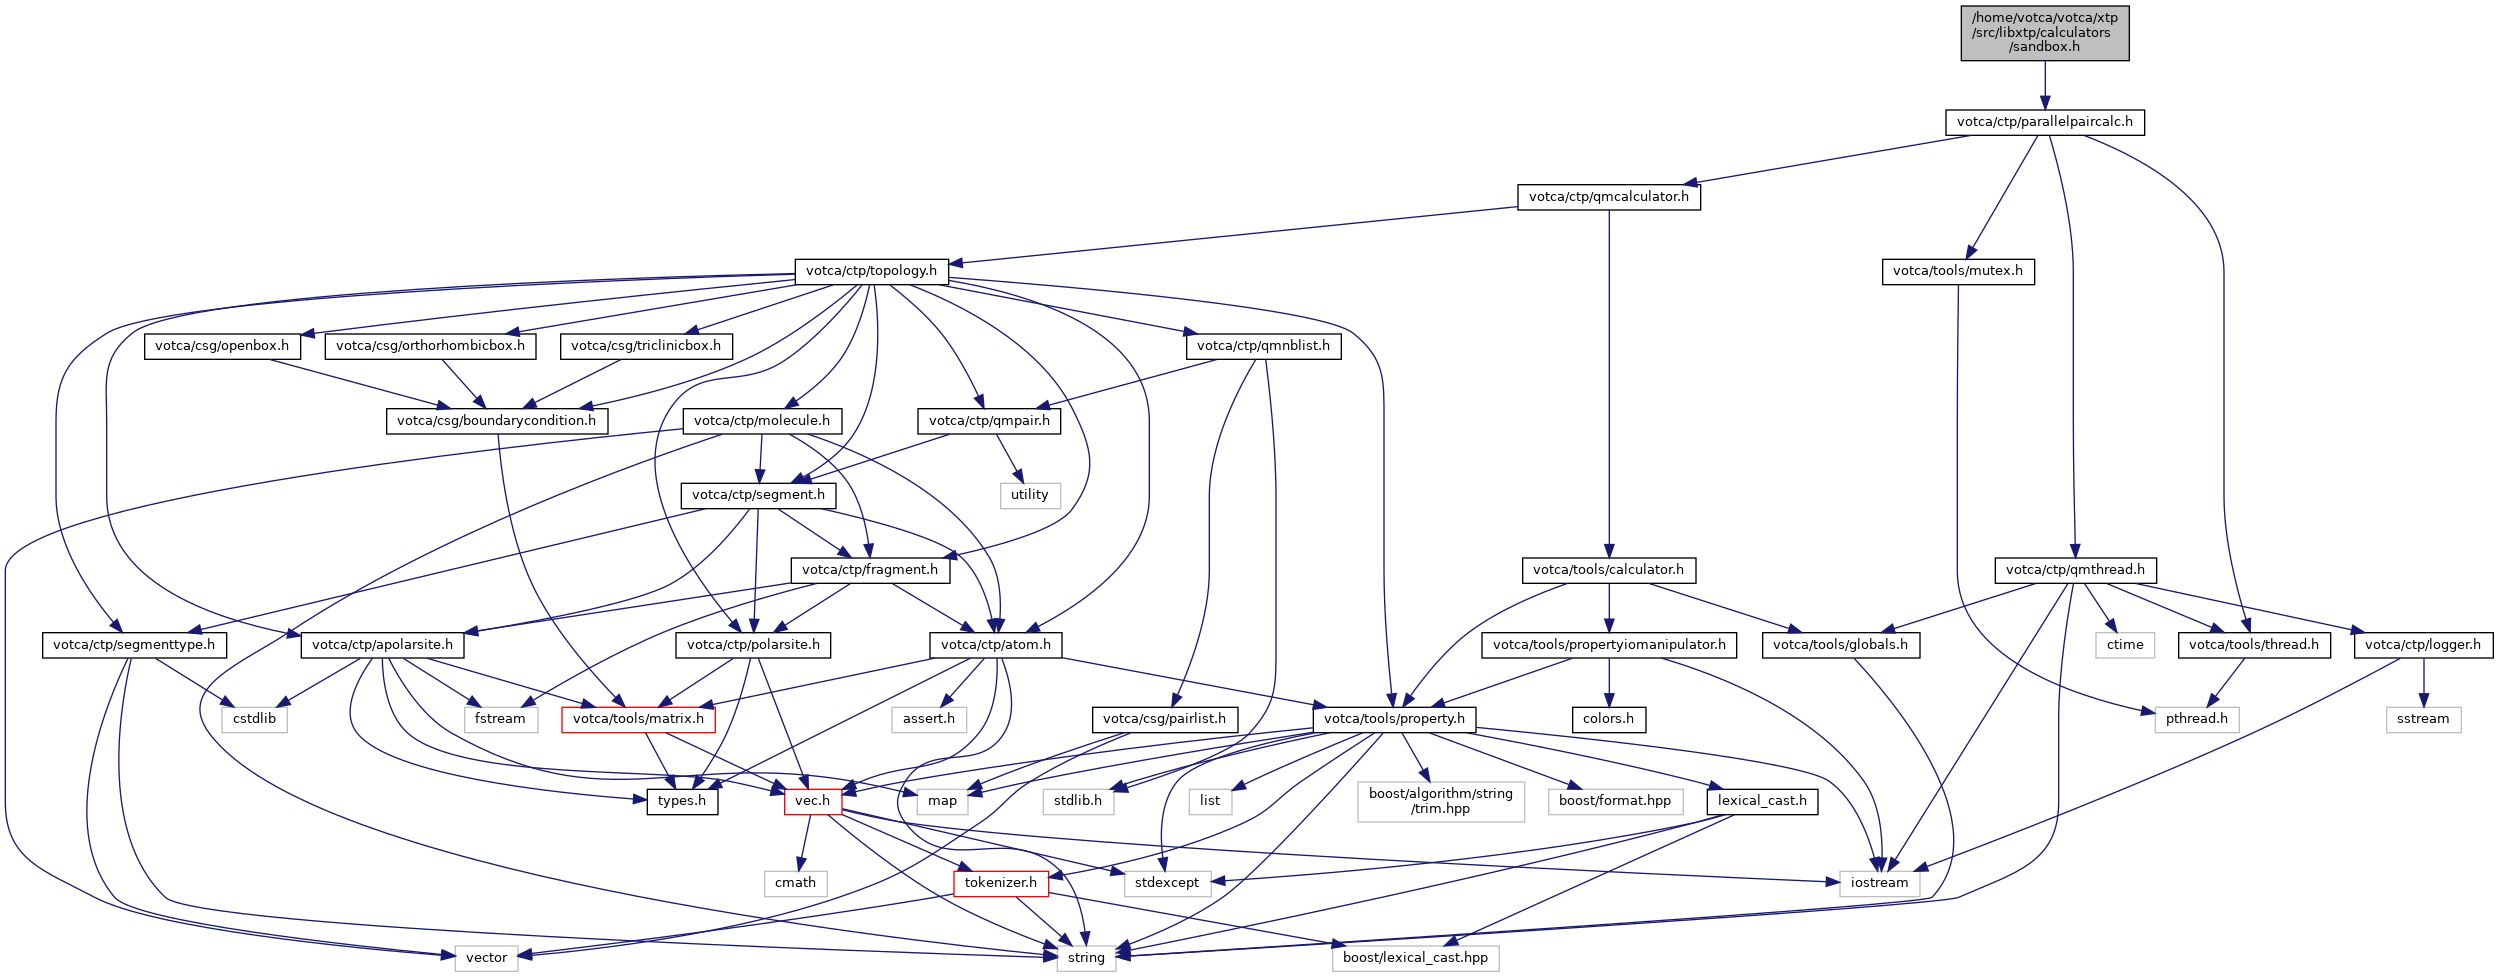 /home/votca/votca/xtp
/src/libxtp/calculators
/sandbox.h
votca/ctp/parallelpaircalc.h
votca/ctp/qmcalculator.h
votca/ctp/topology.h
votca/tools/mutex.h
votca/csg/openbox.h
votca/csg/orthorhombicbox.h
votca/csg/triclinicbox.h
votca/ctp/qmnblist.h
votca/csg/boundarycondition.h
votca/ctp/molecule.h
votca/ctp/qmpair.h
votca/ctp/segment.h
utility
votca/ctp/fragment.h
votca/tools/calculator.h
votca/ctp/qmthread.h
votca/ctp/segmenttype.h
votca/ctp/apolarsite.h
votca/ctp/polarsite.h
votca/ctp/atom.h
votca/tools/propertyiomanipulator.h
votca/tools/globals.h
ctime
votca/tools/thread.h
votca/ctp/logger.h
cstdlib
fstream
votca/tools/matrix.h
assert.h
votca/csg/pairlist.h
votca/tools/property.h
colors.h
pthread.h
sstream
types.h
vec.h
map
stdlib.h
list
boost/algorithm/string
/trim.hpp
boost/format.hpp
lexical_cast.h
cmath
tokenizer.h
stdexcept
iostream
vector
string
boost/lexical_cast.hpp